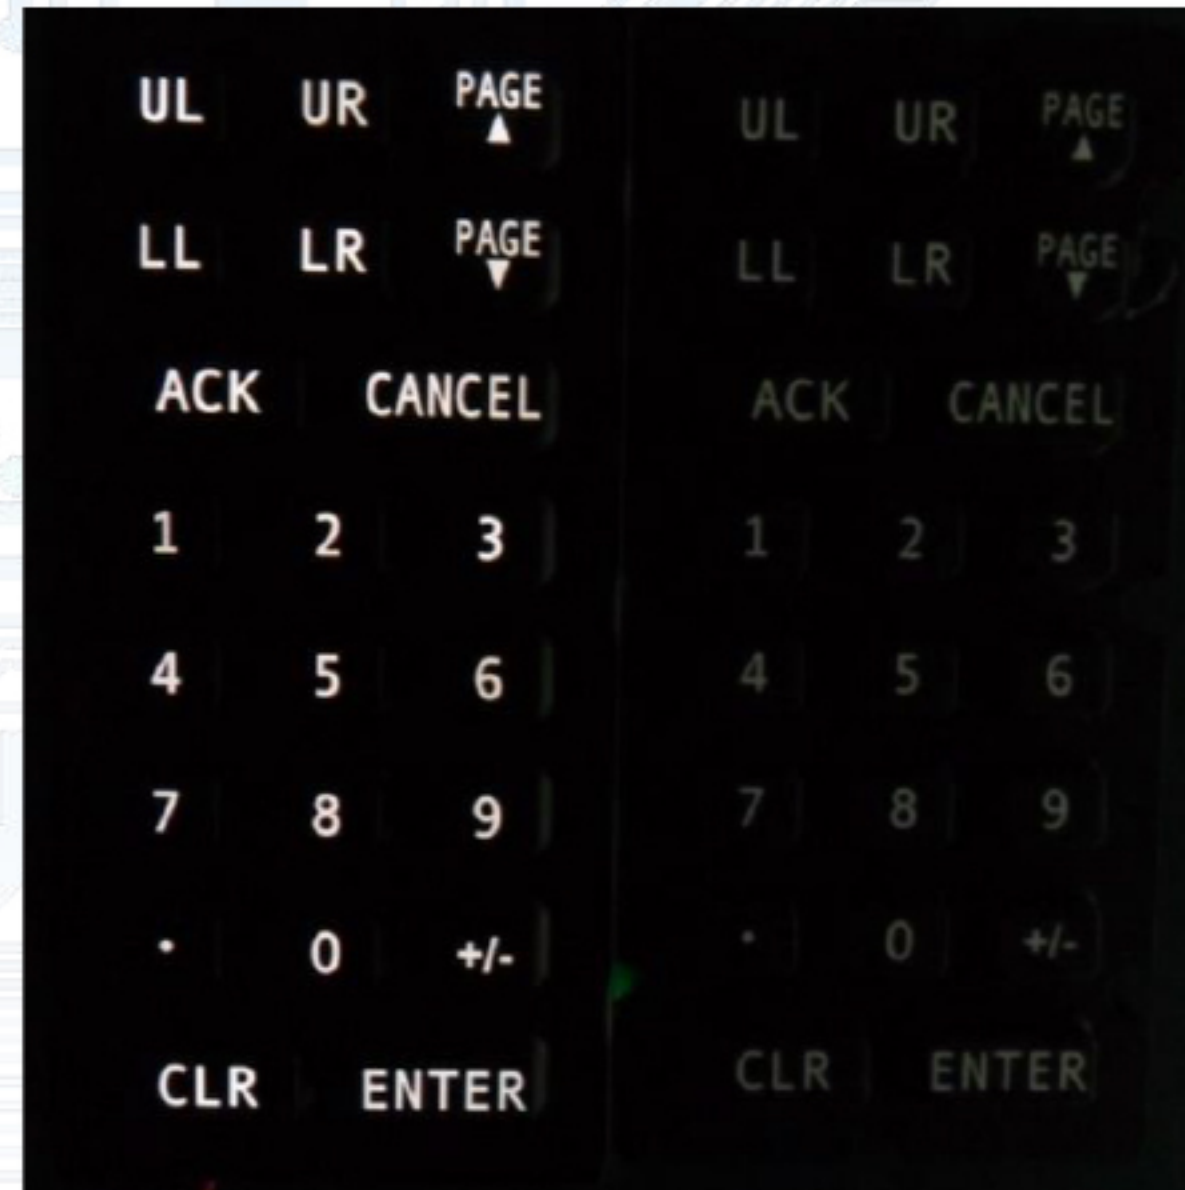 UL UR PAGE ▲
LL LR PAGE ▼
ACK CANCEL
1 2 3
4 5 6
7 8 9
. 0 +/-
CLR ENTER
UL UR PAGE ▲
LL LR PAGE ▼
ACK CANCEL
1 2 3
4 5 6
7 8 9
. 0 +/-
CLR ENTER